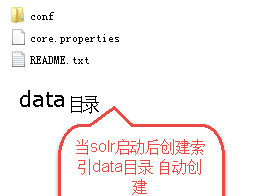 conf
core.properties
README.txt
data目录
当solr启动后创建索
引data目录 自动创
建